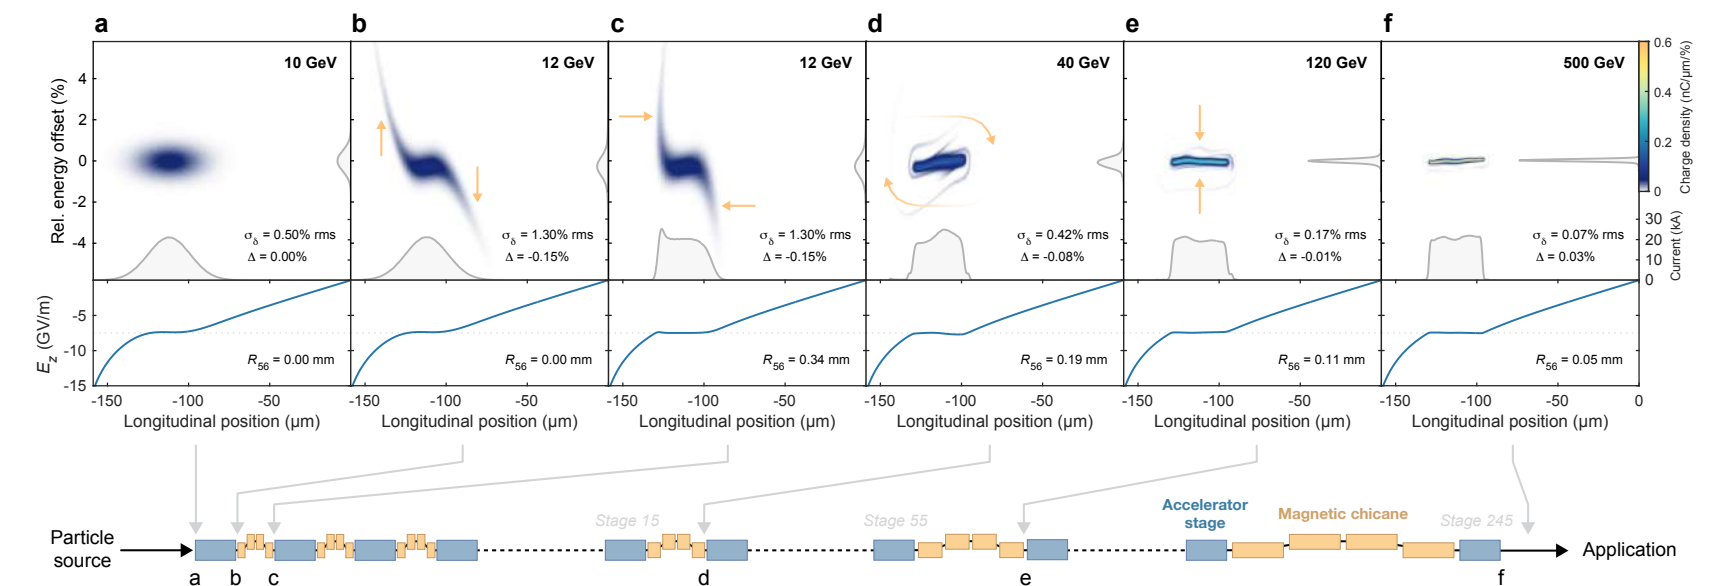 a
b
c
d
e
f
10 GeV
12 GeV
12 GeV
40 GeV
120 GeV
500 GeV
Rel. energy offset (%)
4
2
0
-2
-4
σδ = 0.50% rms
Δ = 0.00%
σδ = 1.30% rms
Δ = -0.15%
σδ = 1.30% rms
Δ = -0.15%
σδ = 0.42% rms
Δ = -0.08%
σδ = 0.17% rms
Δ = -0.01%
σδ = 0.07% rms
Δ = 0.03%
0.6
0.4
0.2
0
Charge density (nC/μm/%)
30
20
10
0
Current (kA)
Ez (GV/m)
-5
-10
-15
R56 = 0.00 mm
R56 = 0.00 mm
R56 = 0.34 mm
R56 = 0.19 mm
R56 = 0.11 mm
R56 = 0.05 mm
-150 -100 -50
-150 -100 -50
-150 -100 -50
-150 -100 -50
-150 -100 -50
-150 -100 -50 0
Longitudinal position (μm)
Longitudinal position (μm)
Longitudinal position (μm)
Longitudinal position (μm)
Longitudinal position (μm)
Longitudinal position (μm)
Particle
source
Stage 15
Stage 55
Accelerator
stage
Magnetic chicane
Stage 245
Application
a
b
c
d
e
f